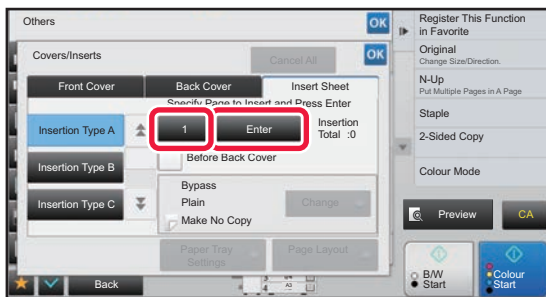 Others
OK
Covers/Inserts
Cancel All
OK
Front Cover
Back Cover
Insert Sheet
Specify Page to Insert and Press Enter
Insertion Type A
1
Enter
Insertion
Total :0
Before Back Cover
Insertion Type B
Insertion Type C
Bypass
Plain
Make No Copy
Change
Paper Tray
Settings
Page Layout
Back
3
4
A3
Register This Function
in Favorite
Original
Change Size/Direction.
N-Up
Put Multiple Pages in A Page
Staple
2-Sided Copy
Colour Mode
Preview
CA
B/W
Start
Colour
Start